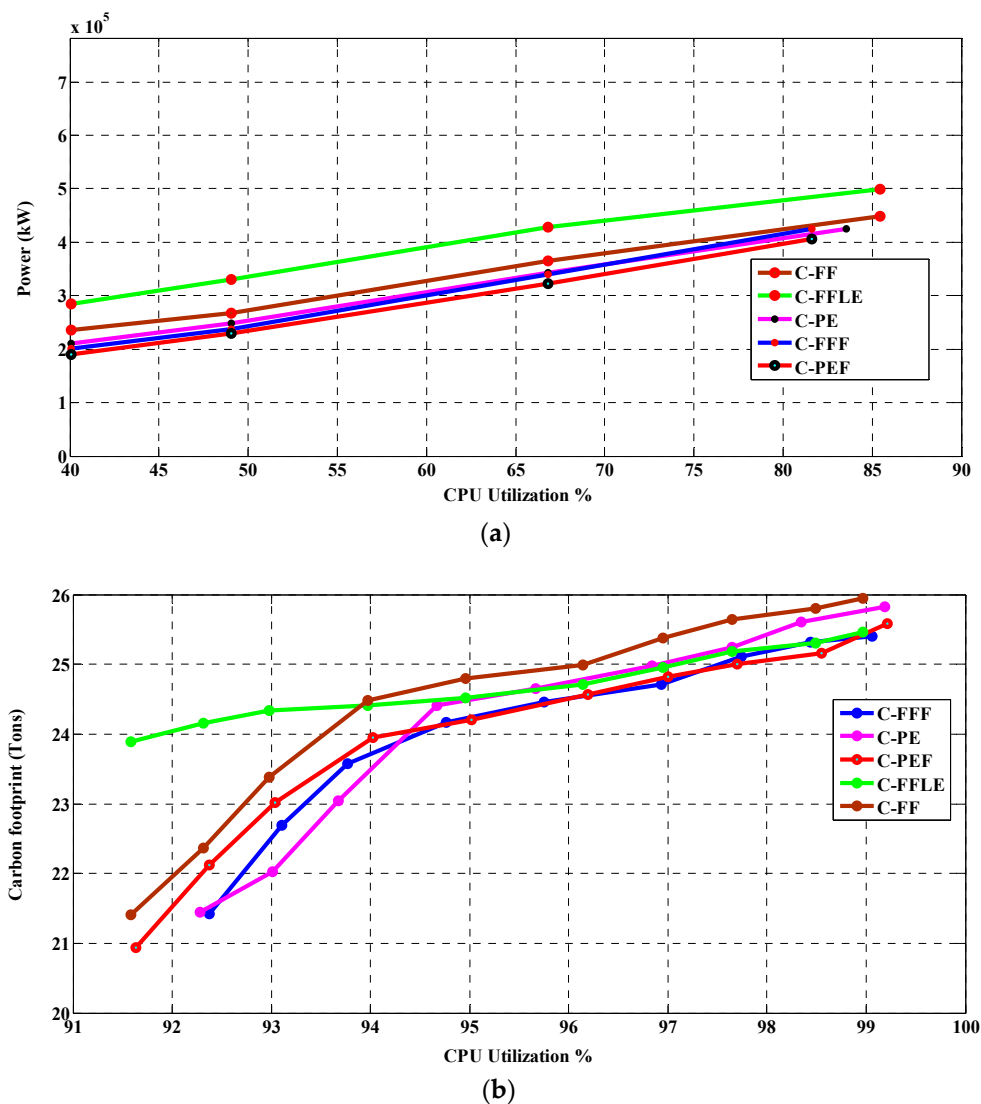 x 10^5
7
6
5
4
3
2
1
0
Power (kW)
40 45 50 55 60 65 70 75 80 85 90
CPU Utilization %
C-FF
C-FFLE
C-PE
C-FFF
C-PEF
(a)
26
25
24
23
22
21
20
Carbon footprint (Tons)
91 92 93 94 95 96 97 98 99 100
CPU Utilization %
C-FFF
C-PE
C-PEF
C-FFLE
C-FF
(b)